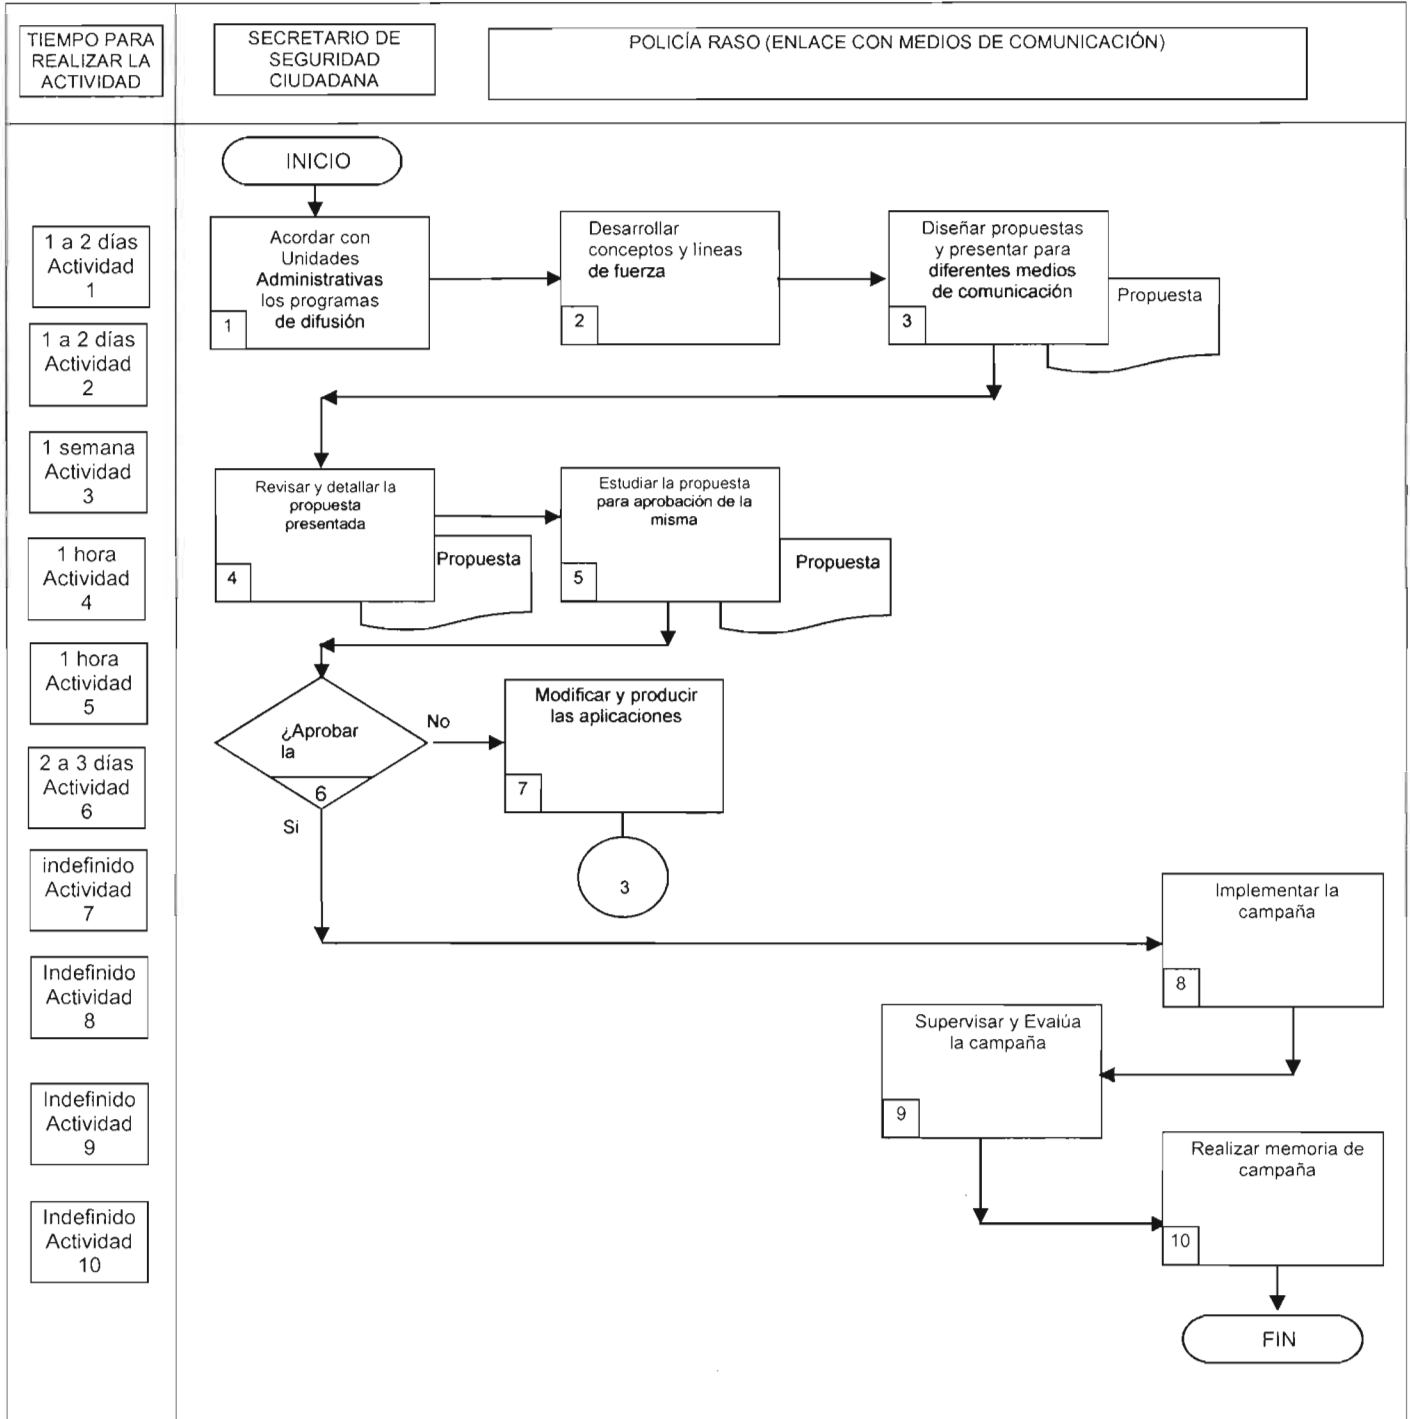 TIEMPO PARA
REALIZAR LA
ACTIVIDAD
SECRETARIO DE
SEGURIDAD
CIUDADANA
POLICÍA RASO (ENLACE CON MEDIOS DE COMUNICACIÓN)
INICIO
1 a 2 días
Actividad
1
1 a 2 días
Actividad
2
1 semana
Actividad
3
1 hora
Actividad
4
1 hora
Actividad
5
2 a 3 días
Actividad
6
indefinido
Actividad
7
Indefinido
Actividad
8
Indefinido
Actividad
9
Indefinido
Actividad
10
Acordar con
Unidades
Administrativas
los programas
de difusión
1
Desarrollar
conceptos y líneas
de fuerza
2
Diseñar propuestas
y presentar para
diferentes medios
de comunicación
3
Propuesta
Revisar y detallar la
propuesta
presentada
4
Propuesta
Estudiar la propuesta
para aprobación de la
misma
5
Propuesta
¿Aprobar
la
6
No
Si
Modificar y producir
las aplicaciones
7
3
Implementar la
campaña
8
Supervisar y Evalúa
la campaña
9
Realizar memoria de
campaña
10
FIN